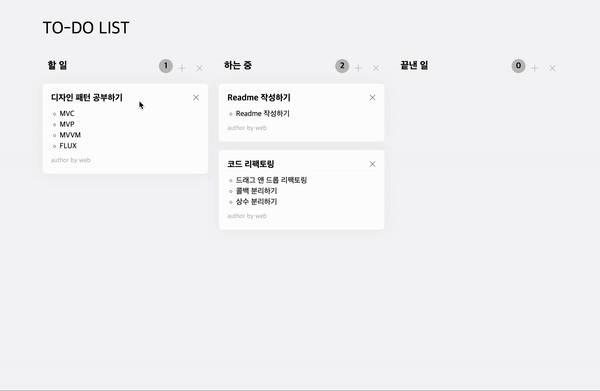 TO-DO LIST
할 일 1 + ×
디자인 패턴 공부하기 ×
MVC
MVP
MVVM
FLUX
author by web
하는 중 2 + ×
Readme 작성하기 ×
Readme 작성하기
author by web
코드 리팩토링 ×
드래그 앤 드롭 리팩토링
콜백 분리하기
상수 분리하기
author by web
끝낸 일 0 + ×